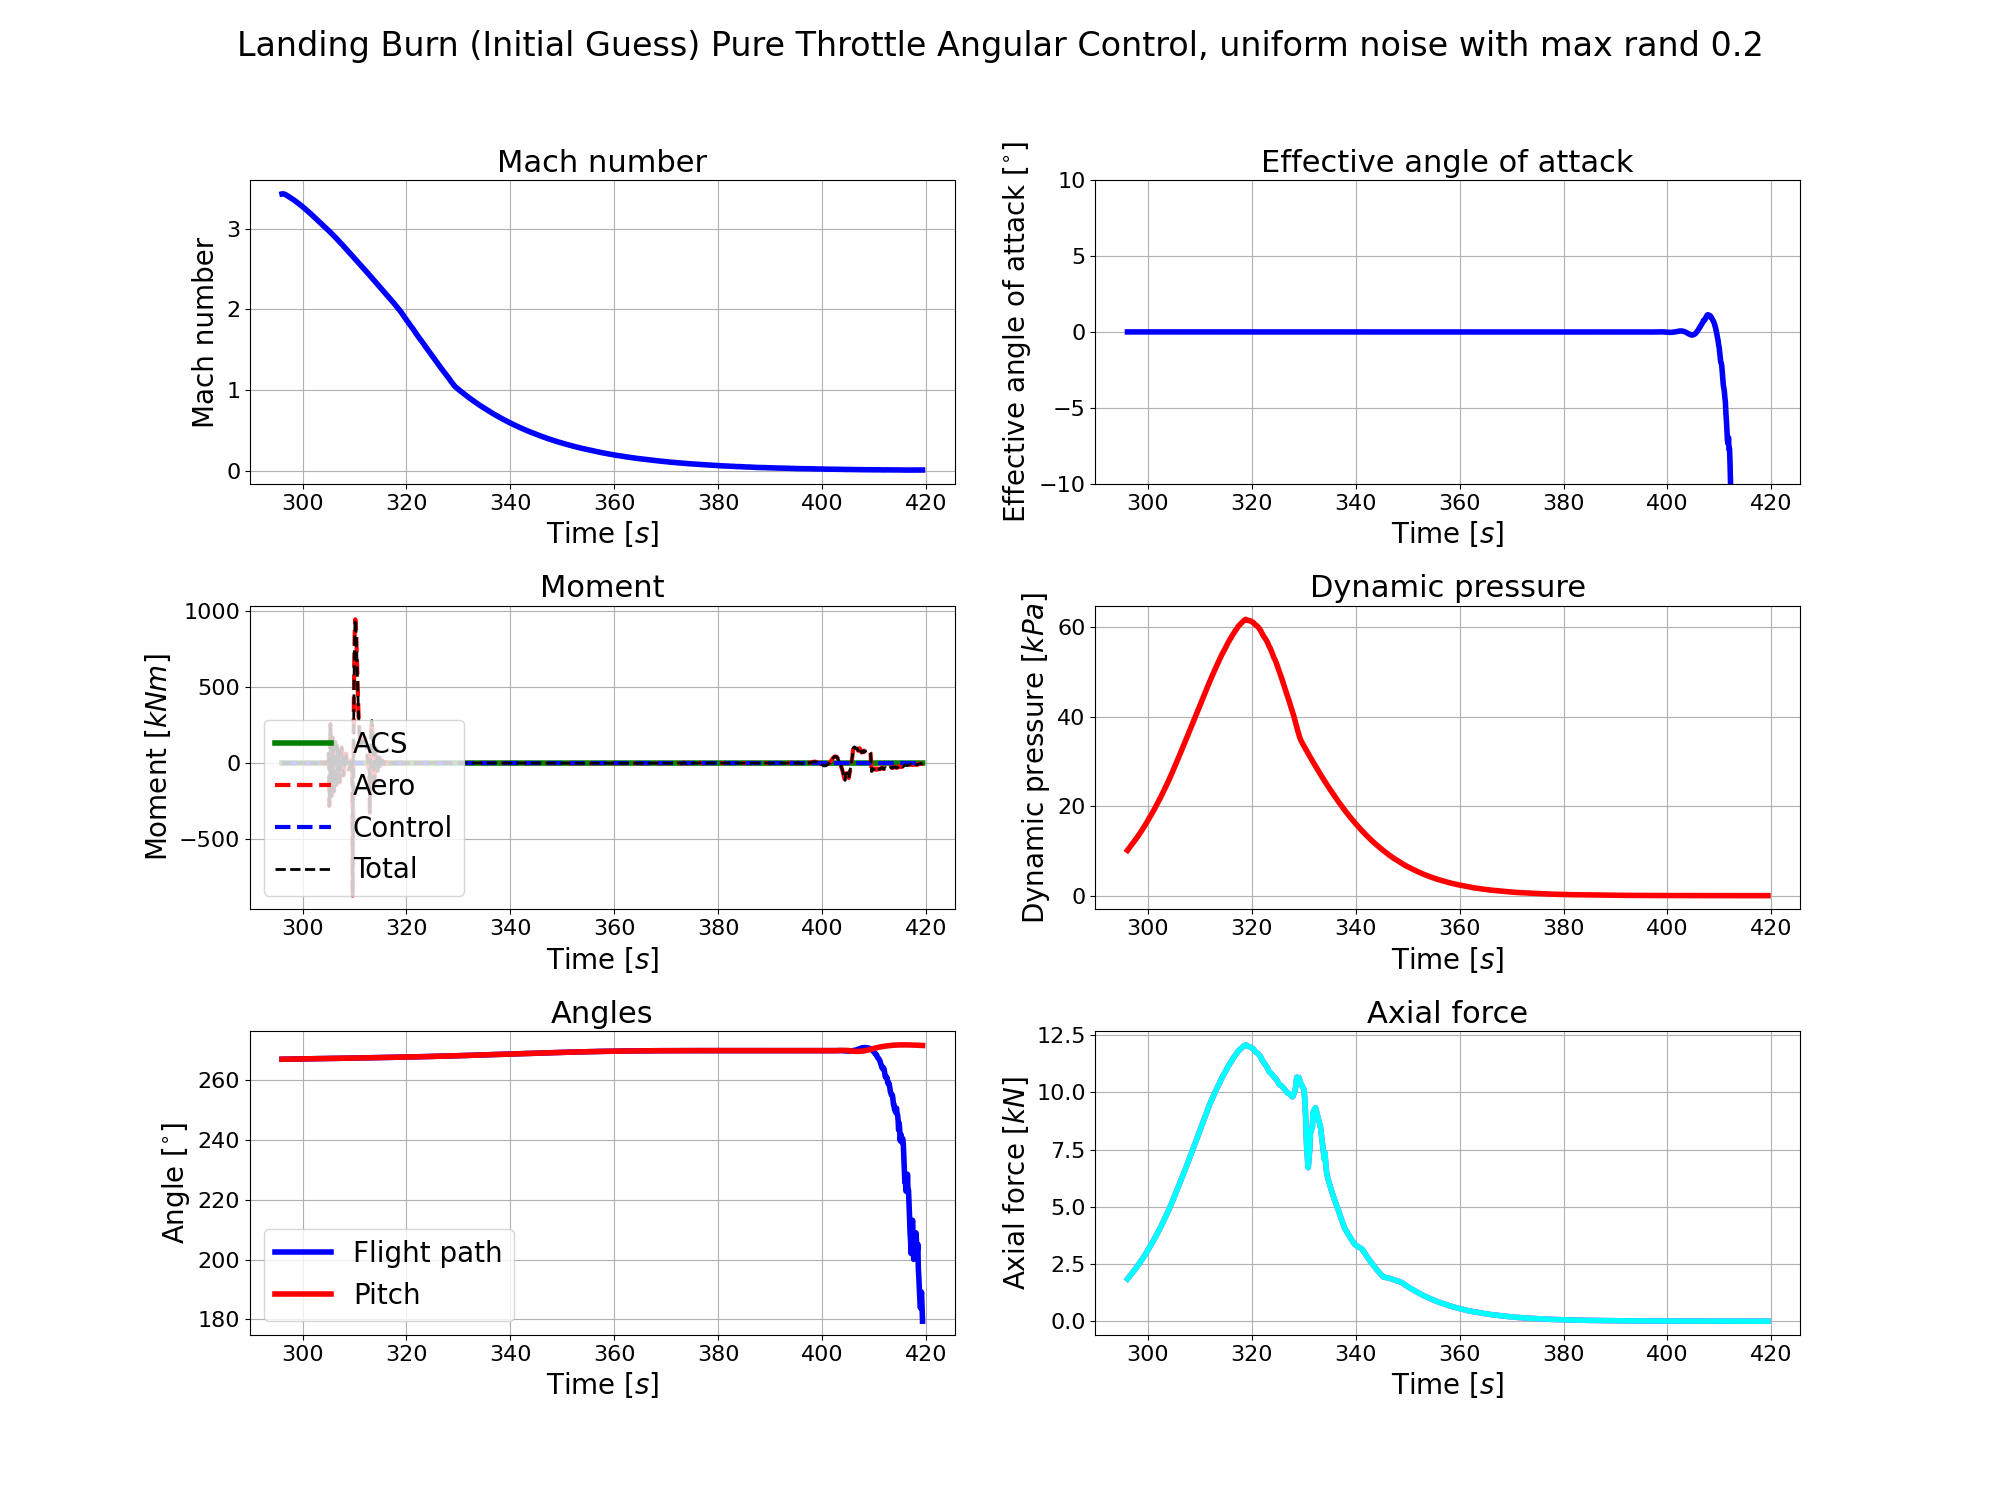 Landing Burn (Initial Guess) Pure Throttle Angular Control, uniform noise with max rand 0.2
Mach number
Mach number
3
2
1
0
300 320 340 360 380 400 420
Time [s]
Effective angle of attack
Effective angle of attack [°]
10
5
0
−5
−10
300 320 340 360 380 400 420
Time [s]
Moment
Moment [kNm]
1000
500
0
−500
ACS
Aero
Control
Total
300 320 340 360 380 400 420
Time [s]
Dynamic pressure
Dynamic pressure [kPa]
60
40
20
0
300 320 340 360 380 400 420
Time [s]
Angles
Angle [°]
260
240
220
200
180
Flight path
Pitch
300 320 340 360 380 400 420
Time [s]
Axial force
Axial force [kN]
12.5
10.0
7.5
5.0
2.5
0.0
300 320 340 360 380 400 420
Time [s]